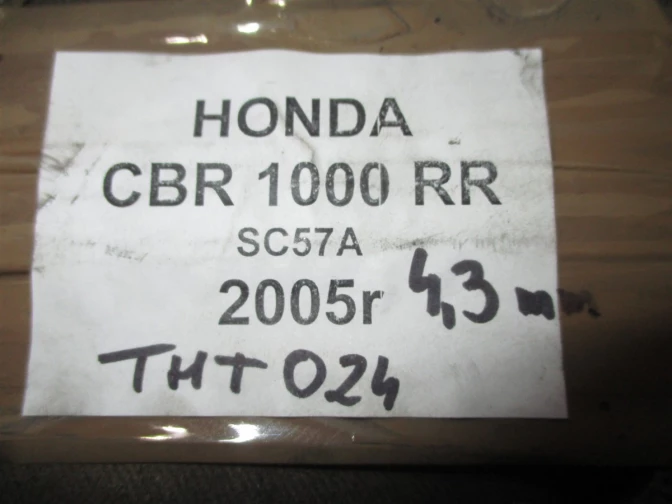 HONDA
CBR 1000 RR
SC57A
2005r 4,3 mm
THT 024